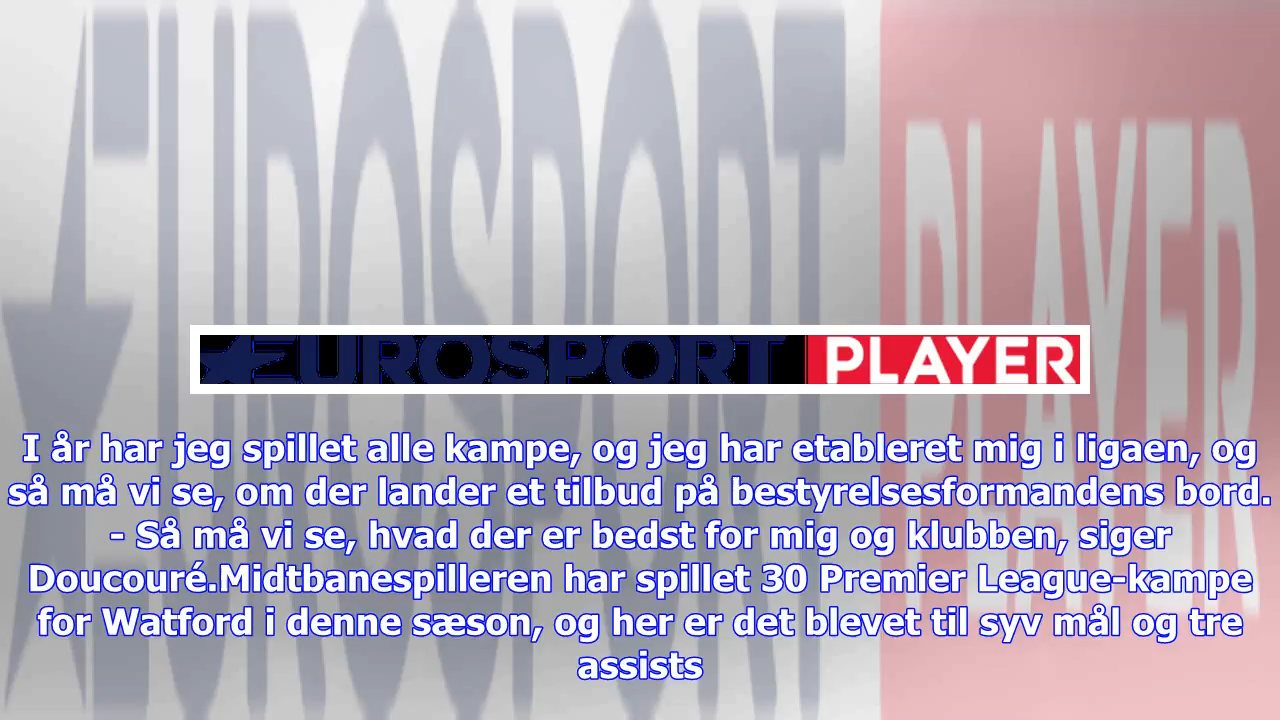 EUROSPORT PLAYER
EUROSPORT PLAYER
I år har jeg spillet alle kampe, og jeg har etableret mig i ligaen, og
så må vi se, om der lander et tilbud på bestyrelsesformandens bord.
- Så må vi se, hvad der er bedst for mig og klubben, siger
Doucouré.Midtbanespilleren har spillet 30 Premier League-kampe
for Watford i denne sæson, og her er det blevet til syv mål og tre
assists